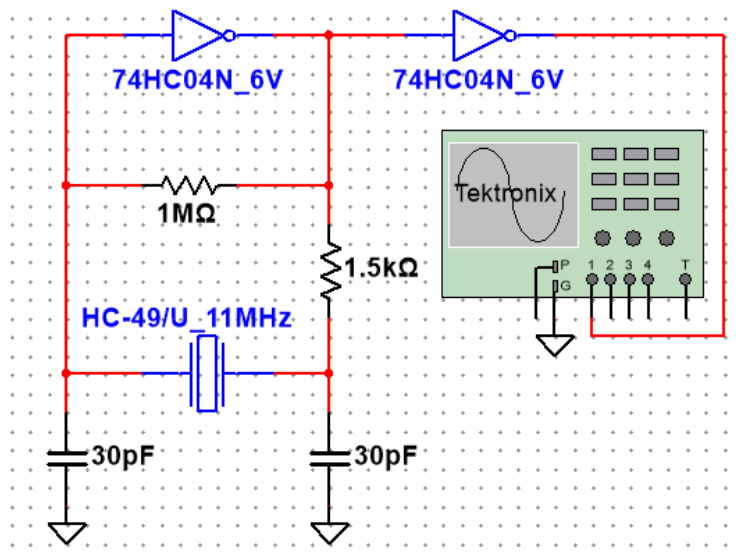 74HC04N_6V
74HC04N_6V
1MΩ
Tektronix
P
G
1 2 3 4 T
1.5kΩ
HC-49/U_11MHz
30pF
30pF